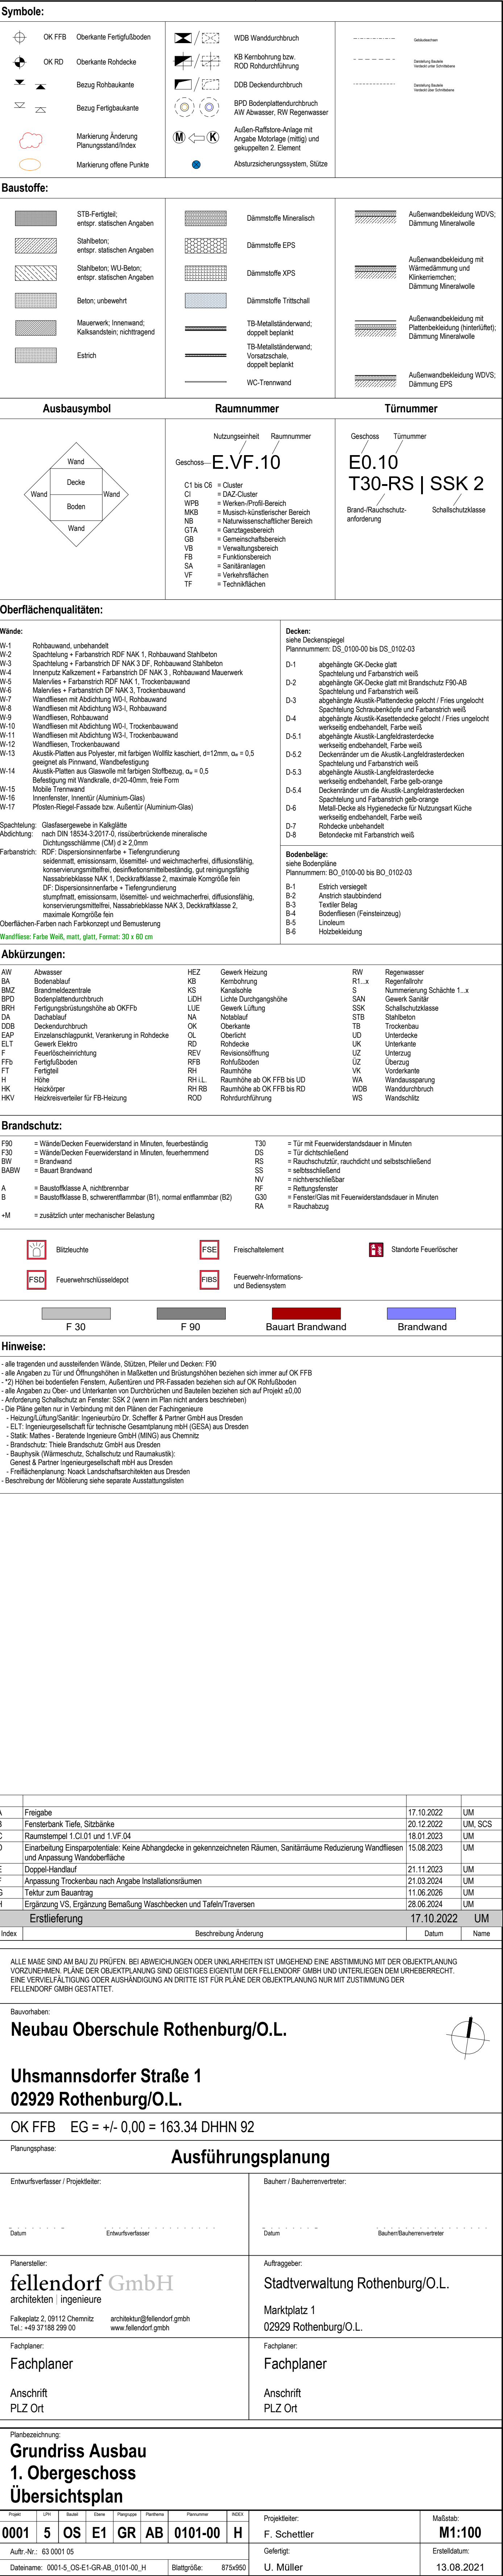 Symbole:
OK FFB Oberkante Fertigfußboden
OK RD Oberkante Rohdecke
Bezug Rohbaukante
Bezug Fertigbaukante
Markierung Änderung
Planungsstand/Index
Markierung offene Punkte
WDB Wanddurchbruch
KB Kernbohrung bzw.
ROD Rohdurchführung
DDB Deckendurchbruch
BPD Bodenplattendurchbruch
AW Abwasser, RW Regenwasser
M K
Außen-Raffstore-Anlage mit
Angabe Motorlage (mittig) und
gekuppelten 2. Element
Absturzsicherungssystem, Stütze
Gebäudeachsen
Darstellung Bauteile
Verdeckt unter Schnittebene
Darstellung Bauteile
Verdeckt über Schnittebene
Baustoffe:
STB-Fertigteil;
entspr. statischen Angaben
Stahlbeton;
entspr. statischen Angaben
Stahlbeton; WU-Beton;
entspr. statischen Angaben
Beton; unbewehrt
Mauerwerk; Innenwand;
Kalksandstein; nichttragend
Estrich
Dämmstoffe Mineralisch
Dämmstoffe EPS
Dämmstoffe XPS
Dämmstoffe Trittschall
TB-Metallständerwand;
doppelt beplankt
TB-Metallständerwand;
Vorsatzschale,
doppelt beplankt
WC-Trennwand
Außenwandbekleidung WDVS;
Dämmung Mineralwolle
Außenwandbekleidung mit
Wärmedämmung und
Klinkerriemchen;
Dämmung Mineralwolle
Außenwandbekleidung mit
Plattenbekleidung (hinterlüftet);
Dämmung Mineralwolle
Außenwandbekleidung WDVS;
Dämmung EPS
Ausbausymbol
Wand
Decke
Wand Wand
Boden
Wand
Raumnummer
Nutzungseinheit Raumnummer
Geschoss E.VF.10
C1 bis C6 = Cluster
CI = DAZ-Cluster
WPB = Werken-/Profil-Bereich
MKB = Musisch-künstlerischer Bereich
NB = Naturwissenschaftlicher Bereich
GTA = Ganztagesbereich
GB = Gemeinschaftsbereich
VB = Verwaltungsbereich
FB = Funktionsbereich
SA = Sanitäranlagen
VF = Verkehrsflächen
TF = Technikflächen
Türnummer
Geschoss Türnummer
E0.10
T30-RS | SSK 2
Brand-/Rauchschutz-
anforderung
Schallschutzklasse
Oberflächenqualitäten:
Wände:
W-1 Rohbauwand, unbehandelt
W-2 Spachtelung + Farbanstrich RDF NAK 1, Rohbauwand Stahlbeton
W-3 Spachtelung + Farbanstrich DF NAK 3 DF, Rohbauwand Stahlbeton
W-4 Innenputz Kalkzement + Farbanstrich DF NAK 3 , Rohbauwand Mauerwerk
W-5 Malervlies + Farbanstrich RDF NAK 1, Trockenbauwand
W-6 Malervlies + Farbanstrich DF NAK 3, Trockenbauwand
W-7 Wandfliesen mit Abdichtung W0-I, Rohbauwand
W-8 Wandfliesen mit Abdichtung W3-I, Rohbauwand
W-9 Wandfliesen, Rohbauwand
W-10 Wandfliesen mit Abdichtung W0-I, Trockenbauwand
W-11 Wandfliesen mit Abdichtung W3-I, Trockenbauwand
W-12 Wandfliesen, Trockenbauwand
W-13 Akustik-Platten aus Polyester, mit farbigen Wollfilz kaschiert, d=12mm, αw = 0,5
geeignet als Pinnwand, Wandbefestigung
W-14 Akustik-Platten aus Glaswolle mit farbigen Stoffbezug, αw = 0,5
Befestigung mit Wandkralle, d=20-40mm, freie Form
W-15 Mobile Trennwand
W-16 Innenfenster, Innentür (Aluminium-Glas)
W-17 Pfosten-Riegel-Fassade bzw. Außentür (Aluminium-Glas)
Spachtelung: Glasfasergewebe in Kalkglätte
Abdichtung: nach DIN 18534-3:2017-0, rissüberbrückende mineralische
Dichtungsschlämme (CM) d ≥ 2,0mm
Farbanstrich: RDF: Dispersionsinnenfarbe + Tiefengrundierung
seidenmatt, emissionsarm, lösemittel- und weichmacherfrei, diffusionsfähig,
konservierungsmittelfrei, desinfektionsmittelbeständig, gut reinigungsfähig
Nassabriebklasse NAK 1, Deckkraftklasse 2, maximale Korngröße fein
DF: Dispersionsinnenfarbe + Tiefengrundierung
stumpfmatt, emissionsarm, lösemittel- und weichmacherfrei, diffusionsfähig,
konservierungsmittelfrei, Nassabriebklasse NAK 3, Deckkraftklasse 2,
maximale Korngröße fein
Oberflächen-Farben nach Farbkonzept und Bemusterung
Wandfliese: Farbe Weiß, matt, glatt, Format: 30 x 60 cm
Decken:
siehe Deckenspiegel
Plannnummern: DS_0100-00 bis DS_0102-03
D-1 abgehängte GK-Decke glatt
Spachtelung und Farbanstrich weiß
D-2 abgehängte GK-Decke glatt mit Brandschutz F90-AB
Spachtelung und Farbanstrich weiß
D-3 abgehängte Akustik-Plattendecke gelocht / Fries ungelocht
Spachtelung Schraubenköpfe und Farbanstrich weiß
D-4 abgehängte Akustik-Kasettendecke gelocht / Fries ungelocht
werkseitig endbehandelt, Farbe weiß
D-5.1 abgehängte Akustik-Langfeldrasterdecke
werkseitig endbehandelt, Farbe weiß
D-5.2 Deckenränder um die Akustik-Langfeldrasterdecken
Spachtelung und Farbanstrich weiß
D-5.3 abgehängte Akustik-Langfeldrasterdecke
werkseitig endbehandelt, Farbe gelb-orange
D-5.4 Deckenränder um die Akustik-Langfeldrasterdecken
Spachtelung und Farbanstrich gelb-orange
D-6 Metall-Decke als Hygienedecke für Nutzungsart Küche
werkseitig endbehandelt, Farbe weiß
D-7 Rohdecke unbehandelt
D-8 Betondecke mit Farbanstrich weiß
Bodenbeläge:
siehe Bodenpläne
Plannummern: BO_0100-00 bis BO_0102-03
B-1 Estrich versiegelt
B-2 Anstrich staubbindend
B-3 Textiler Belag
B-4 Bodenfliesen (Feinsteinzeug)
B-5 Linoleum
B-6 Holzbekleidung
Abkürzungen:
AW Abwasser
BA Bodenablauf
BMZ Brandmeldezentrale
BPD Bodenplattendurchbruch
BRH Fertigungsbrüstungshöhe ab OKFFb
DA Dachablauf
DDB Deckendurchbruch
EAP Einzelanschlagpunkt, Verankerung in Rohdecke
ELT Gewerk Elektro
F Feuerlöscheinrichtung
FFb Fertigfußboden
FT Fertigteil
H Höhe
HK Heizkörper
HKV Heizkreisverteiler für FB-Heizung
HEZ Gewerk Heizung
KB Kernbohrung
KS Kanalsohle
LiDH Lichte Durchgangshöhe
LUE Gewerk Lüftung
NA Notablauf
OK Oberkante
OL Oberlicht
RD Rohdecke
REV Revisionsöffnung
RFB Rohfußboden
RH Raumhöhe
RH i.L. Raumhöhe ab OK FFB bis UD
RH RB Raumhöhe ab OK FFB bis RD
ROD Rohrdurchführung
RW Regenwasser
R1...x Regenfallrohr
S Nummerierung Schächte 1...x
SAN Gewerk Sanitär
SSK Schallschutzklasse
STB Stahlbeton
TB Trockenbau
UD Unterdecke
UK Unterkante
UZ Unterzug
ÜZ Überzug
VK Vorderkante
WA Wandaussparung
WDB Wanddurchbruch
WS Wandschlitz
Brandschutz:
F90 = Wände/Decken Feuerwiderstand in Minuten, feuerbeständig
F30 = Wände/Decken Feuerwiderstand in Minuten, feuerhemmend
BW = Brandwand
BABW = Bauart Brandwand
A = Baustoffklasse A, nichtbrennbar
B = Baustoffklasse B, schwerentflammbar (B1), normal entflammbar (B2)
+M = zusätzlich unter mechanischer Belastung
T30 = Tür mit Feuerwiderstandsdauer in Minuten
DS = Tür dichtschließend
RS = Rauchschutztür, rauchdicht und selbstschließend
SS = selbtsschließend
NV = nichtverschließbar
RF = Rettungsfenster
G30 = Fenster/Glas mit Feuerwiderstandsdauer in Minuten
RA = Rauchabzug
Blitzleuchte
FSE Freischaltelement
Standorte Feuerlöscher
FSD Feuerwehrschlüsseldepot
FIBS Feuerwehr-Informations-
und Bediensystem
F 30 F 90 Bauart Brandwand Brandwand
Hinweise:
- alle tragenden und aussteifenden Wände, Stützen, Pfeiler und Decken: F90
- alle Angaben zu Tür und Öffnungshöhen in Maßketten und Brüstungshöhen beziehen sich immer auf OK FFB
- *2) Höhen bei bodentiefen Fenstern, Außentüren und PR-Fassaden beziehen sich auf OK Rohfußboden
- alle Angaben zu Ober- und Unterkanten von Durchbrüchen und Bauteilen beziehen sich auf Projekt ±0,00
- Anforderung Schallschutz an Fenster: SSK 2 (wenn im Plan nicht anders beschrieben)
- Die Pläne gelten nur in Verbindung mit den Plänen der Fachingenieure
- Heizung/Lüftung/Sanitär: Ingenieurbüro Dr. Scheffler & Partner GmbH aus Dresden
- ELT: Ingenieurgesellschaft für technische Gesamtplanung mbH (GESA) aus Dresden
- Statik: Mathes - Beratende Ingenieure GmbH (MING) aus Chemnitz
- Brandschutz: Thiele Brandschutz GmbH aus Dresden
- Bauphysik (Wärmeschutz, Schallschutz und Raumakustik):
Genest & Partner Ingenieurgesellschaft mbH aus Dresden
- Freiflächenplanung: Noack Landschaftsarchitekten aus Dresden
- Beschreibung der Möblierung siehe separate Ausstattungslisten
Freigabe 17.10.2022 UM
Fensterbank Tiefe, Sitzbänke 20.12.2022 UM, SCS
Raumstempel 1.CI.01 und 1.VF.04 18.01.2023 UM
Einarbeitung Einsparpotentiale: Keine Abhangdecke in gekennzeichneten Räumen, Sanitärräume Reduzierung Wandfliesen 15.08.2023 UM
und Anpassung Wandoberfläche
Doppel-Handlauf 21.11.2023 UM
Anpassung Trockenbau nach Angabe Installationsräumen 21.03.2024 UM
Tektur zum Bauantrag 11.06.2026 UM
H Ergänzung VS, Ergänzung Bemaßung Waschbecken und Tafeln/Traversen 28.06.2024 UM
Erstlieferung 17.10.2022 UM
Index Beschreibung Änderung Datum Name
ALLE MAßE SIND AM BAU ZU PRÜFEN. BEI ABWEICHUNGEN ODER UNKLARHEITEN IST UMGEHEND EINE ABSTIMMUNG MIT DER OBJEKTPLANUNG
VORZUNEHMEN. PLÄNE DER OBJEKTPLANUNG SIND GEISTIGES EIGENTUM DER FELLENDORF GMBH UND UNTERLIEGEN DEM URHEBERRECHT.
EINE VERVIELFÄLTIGUNG ODER AUSHÄNDIGUNG AN DRITTE IST FÜR PLÄNE DER OBJEKTPLANUNG NUR MIT ZUSTIMMUNG DER
FELLENDORF GMBH GESTATTET.
Bauvorhaben:
Neubau Oberschule Rothenburg/O.L.
Uhsmannsdorfer Straße 1
02929 Rothenburg/O.L.
OK FFB EG = +/- 0,00 = 163.34 DHHN 92
Planungsphase:
Ausführungsplanung
Entwurfsverfasser / Projektleiter: Bauherr / Bauherrenvertreter:
Datum Entwurfsverfasser Datum Bauherr/Bauherrenvertreter
Planersteller:
fellendorf GmbH
architekten | ingenieure
Falkeplatz 2, 09112 Chemnitz architektur@fellendorf.gmbh
Tel.: +49 37188 299 00 www.fellendorf.gmbh
Auftraggeber:
Stadtverwaltung Rothenburg/O.L.
Marktplatz 1
02929 Rothenburg/O.L.
Fachplaner: Fachplaner:
Fachplaner Fachplaner
Anschrift Anschrift
PLZ Ort PLZ Ort
Planbezeichnung:
Grundriss Ausbau
1. Obergeschoss
Übersichtsplan
Projekt LPH Bauteil Ebene Plangruppe Planthema Plannummer INDEX
0001 5 OS E1 GR AB 0101-00 H
Auftr.-Nr.: 63 0001 05
Dateiname: 0001-5_OS-E1-GR-AB_0101-00_H Blattgröße: 875x950
Projektleiter: Maßstab:
F. Schettler M1:100
Gefertigt: Erstelldatum:
U. Müller 13.08.2021